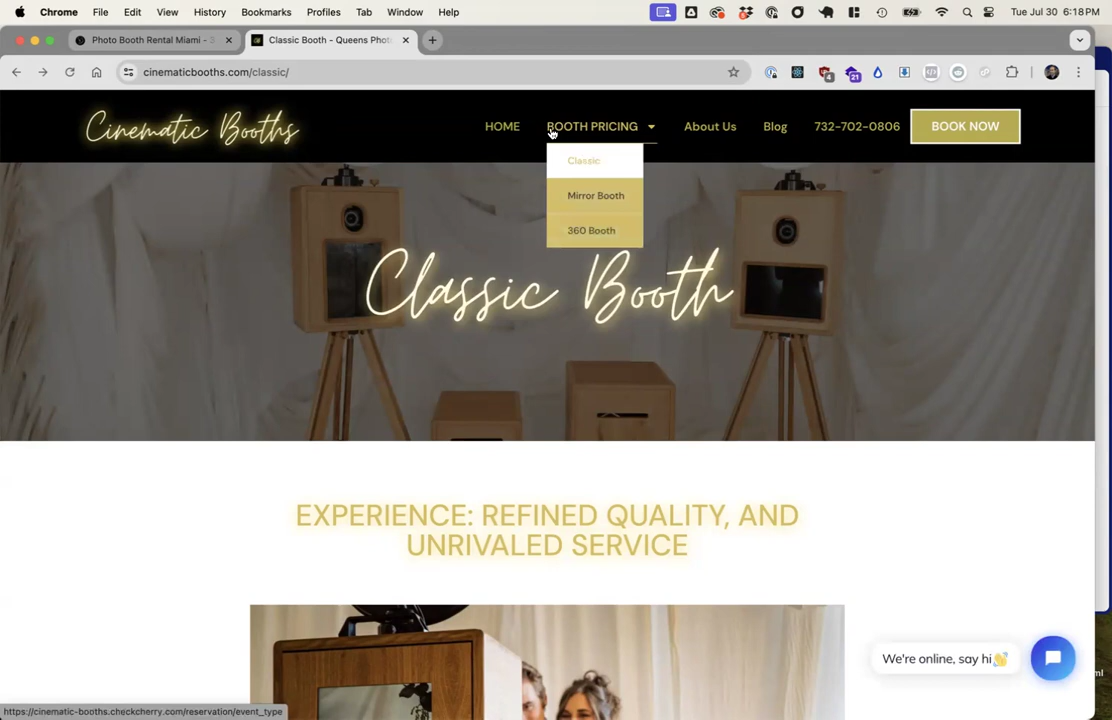 Chrome File Edit View History Bookmarks Profiles Tab Window Help Tue Jul 30 6:18 PM
Photo Booth Rental Miami - Classic Booth - Queens Phot
cinematicbooths.com/classic/
4 21
Cinematic Booths HOME BOOTH PRICING About Us Blog 732-702-0806 BOOK NOW
Classic
Mirror Booth
360 Booth
Classic Booth
EXPERIENCE: REFINED QUALITY, AND
UNRIVALED SERVICE
We're online, say hi👋
https://cinematic-booths.checkcherry.com/reservation/event_type